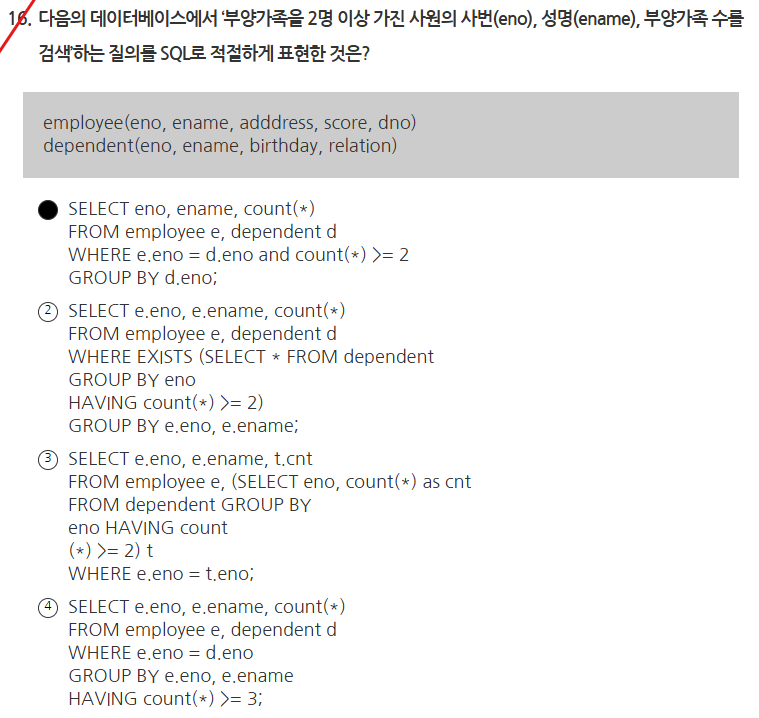 16. 다음의 데이터베이스에서 '부양가족을 2명 이상 가진 사원의 사번(eno), 성명(ename), 부양가족 수를
검색'하는 질의를 SQL로 적절하게 표현한 것은?
employee(eno, ename, adddress, score, dno)
dependent(eno, ename, birthday, relation)
SELECT eno, ename, count(*)
FROM employee e, dependent d
WHERE e.eno = d.eno and count(*) >= 2
GROUP BY d.eno;
② SELECT e.eno, e.ename, count(*)
FROM employee e, dependent d
WHERE EXISTS (SELECT * FROM dependent
GROUP BY eno
HAVING count(*) >= 2)
GROUP BY e.eno, e.ename;
③ SELECT e.eno, e.ename, t.cnt
FROM employee e, (SELECT eno, count(*) as cnt
FROM dependent GROUP BY
eno HAVING count
(*) >= 2) t
WHERE e.eno = t.eno;
④ SELECT e.eno, e.ename, count(*)
FROM employee e, dependent d
WHERE e.eno = d.eno
GROUP BY e.eno, e.ename
HAVING count(*) >= 3;